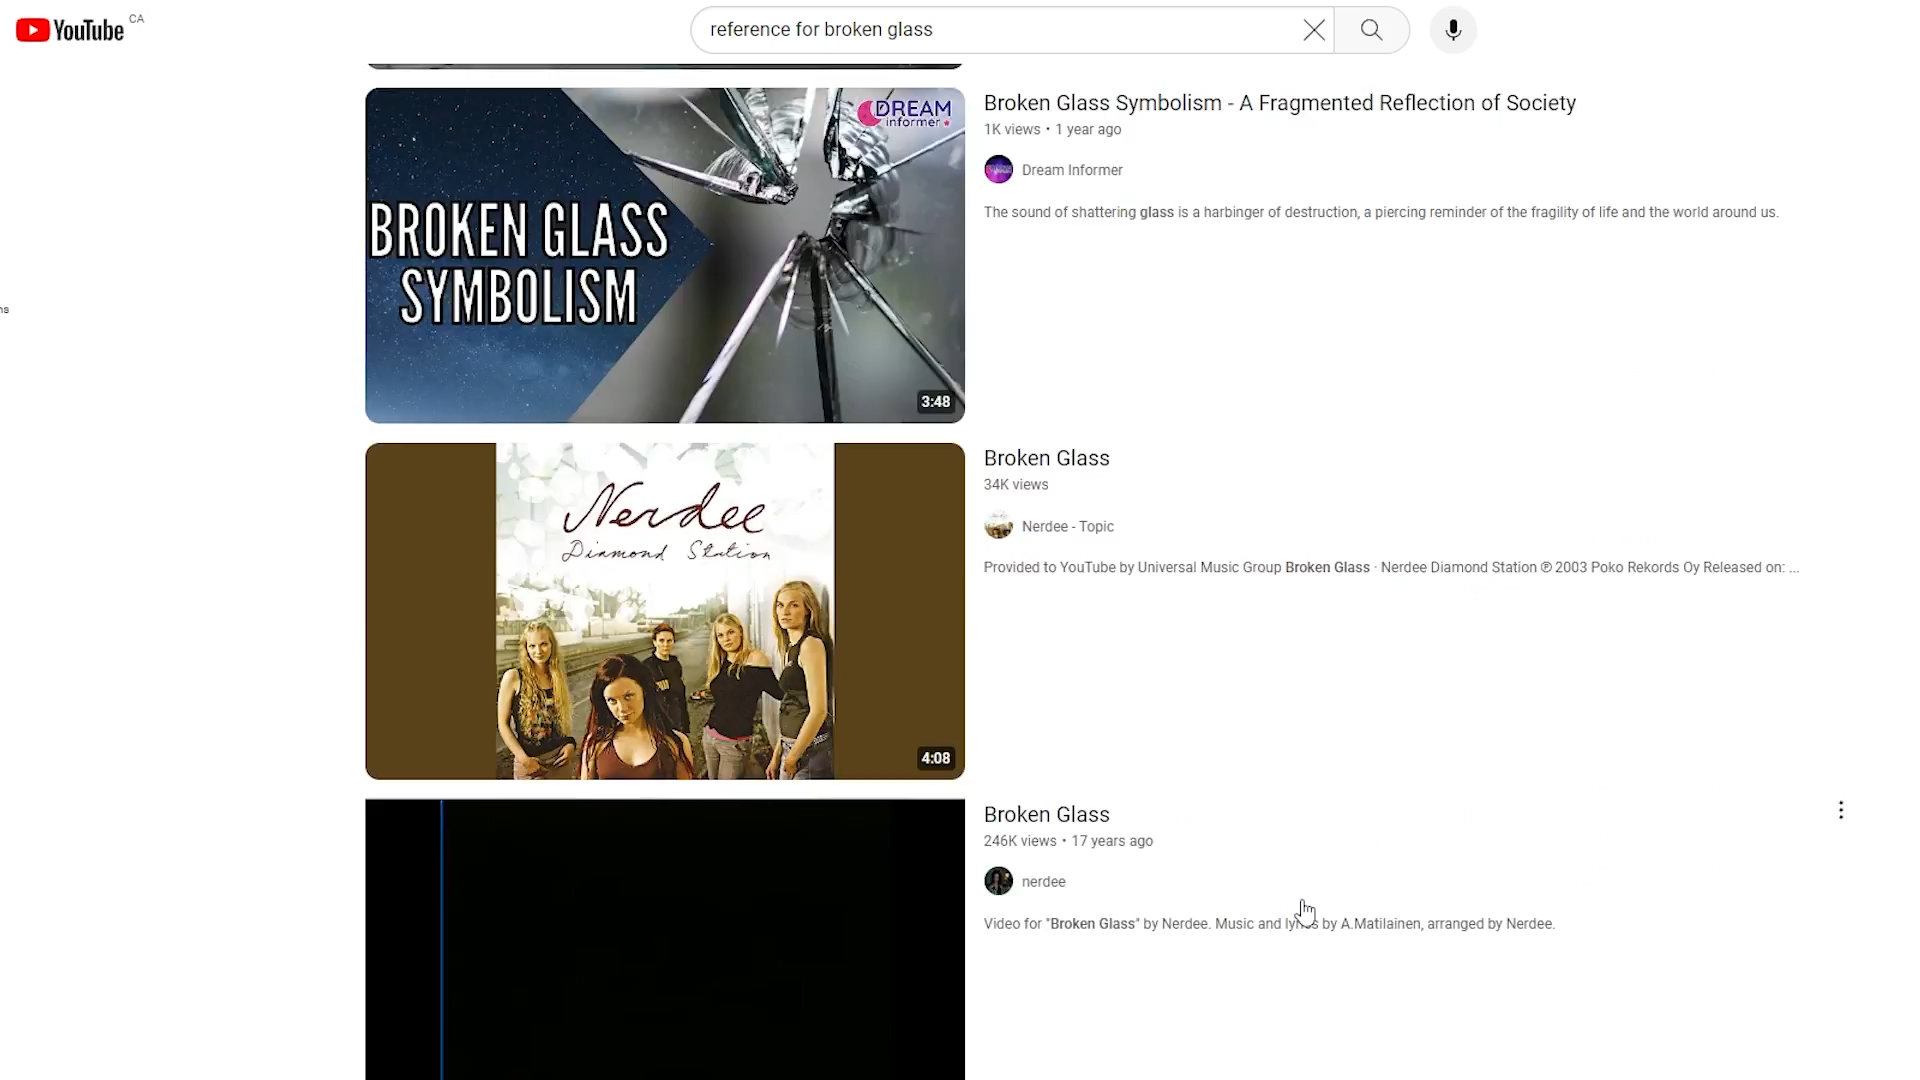 YouTube CA
reference for broken glass
DREAM
informer
BROKEN GLASS
SYMBOLISM
3:48
Broken Glass Symbolism - A Fragmented Reflection of Society
1K views • 1 year ago
Dream Informer
The sound of shattering glass is a harbinger of destruction, a piercing reminder of the fragility of life and the world around us.
ns
Nerdee
Diamond Station
4:08
Broken Glass
34K views
Nerdee - Topic
Provided to YouTube by Universal Music Group Broken Glass · Nerdee Diamond Station ℗ 2003 Poko Rekords Oy Released on: ...
Broken Glass
246K views • 17 years ago
nerdee
Video for "Broken Glass" by Nerdee. Music and lyrics by A.Matilainen, arranged by Nerdee.